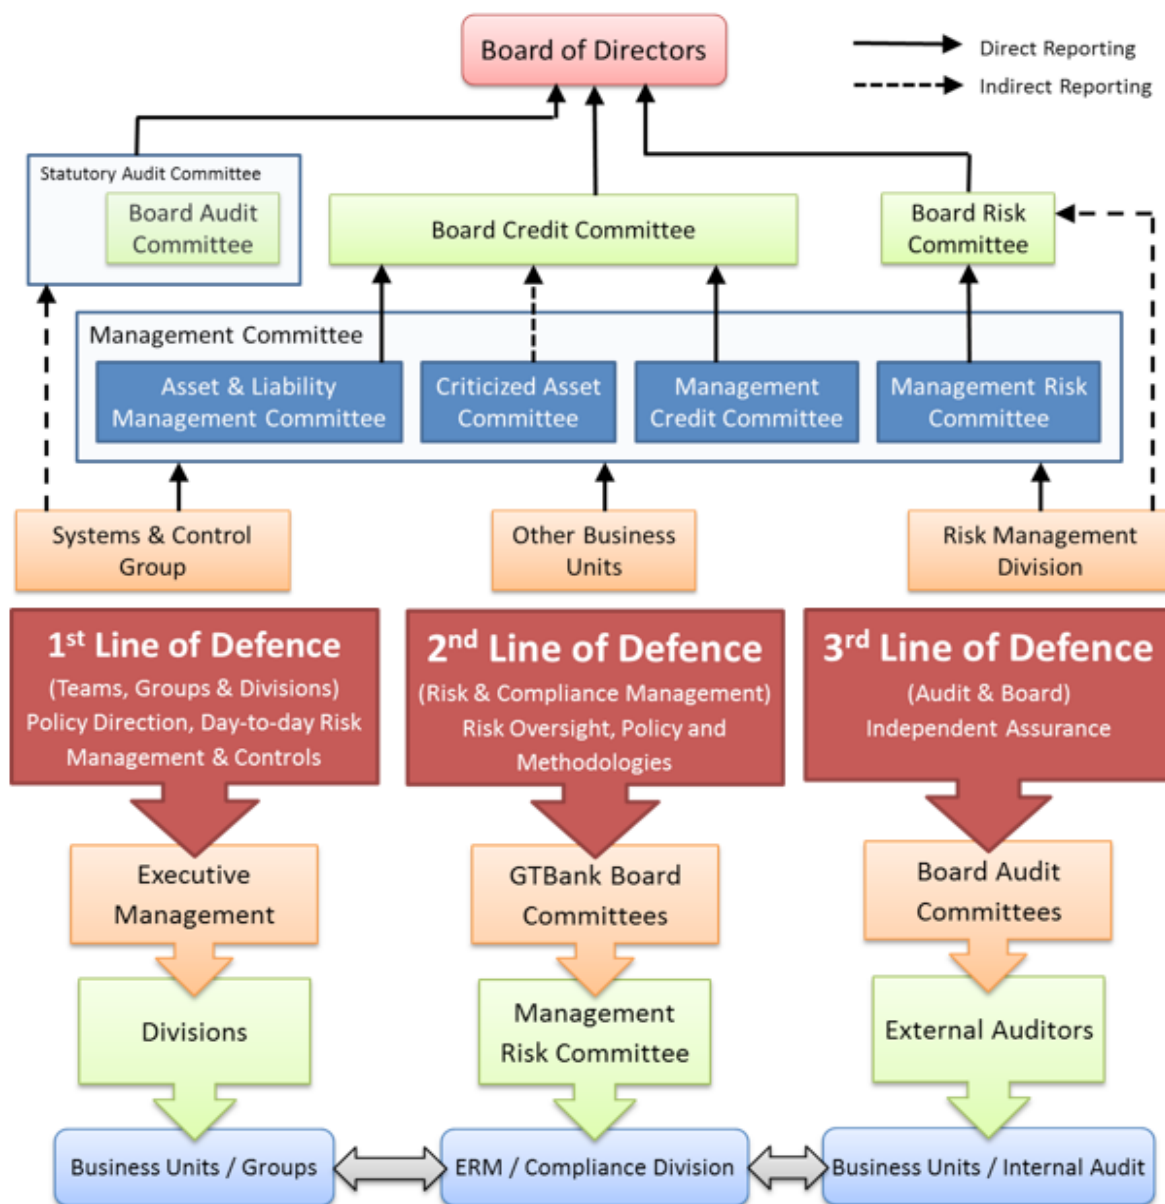 Board of Directors
Direct Reporting
Indirect Reporting
Statutory Audit Committee
Board Audit
Committee
Board Credit Committee
Board Risk
Committee
Management Committee
Asset & Liability
Management Committee
Criticized Asset
Committee
Management
Credit Committee
Management Risk
Committee
Systems & Control
Group
Other Business
Units
Risk Management
Division
1st Line of Defence
(Teams, Groups & Divisions)
Policy Direction, Day-to-day Risk
Management & Controls
2nd Line of Defence
(Risk & Compliance Management)
Risk Oversight, Policy and
Methodologies
3rd Line of Defence
(Audit & Board)
Independent Assurance
Executive
Management
GTBank Board
Committees
Board Audit
Committees
Divisions
Management
Risk Committee
External Auditors
Business Units / Groups
ERM / Compliance Division
Business Units / Internal Audit